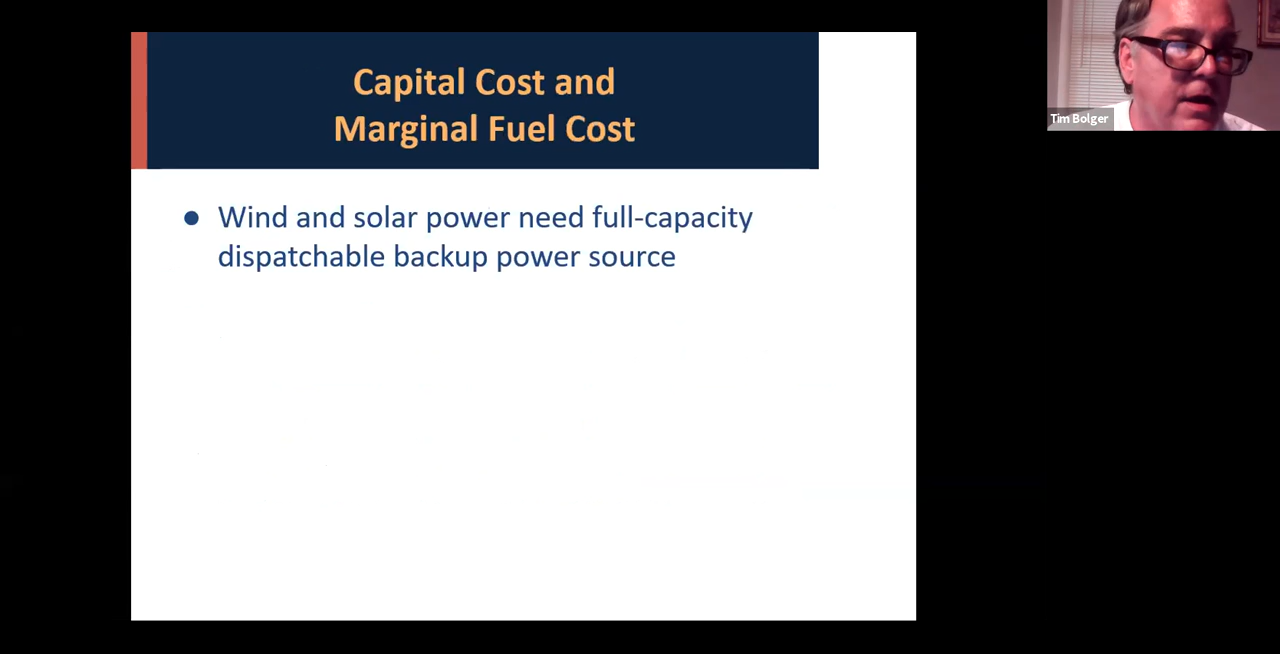 Capital Cost and
Marginal Fuel Cost
Tim Bolger
● Wind and solar power need full-capacity
dispatchable backup power source